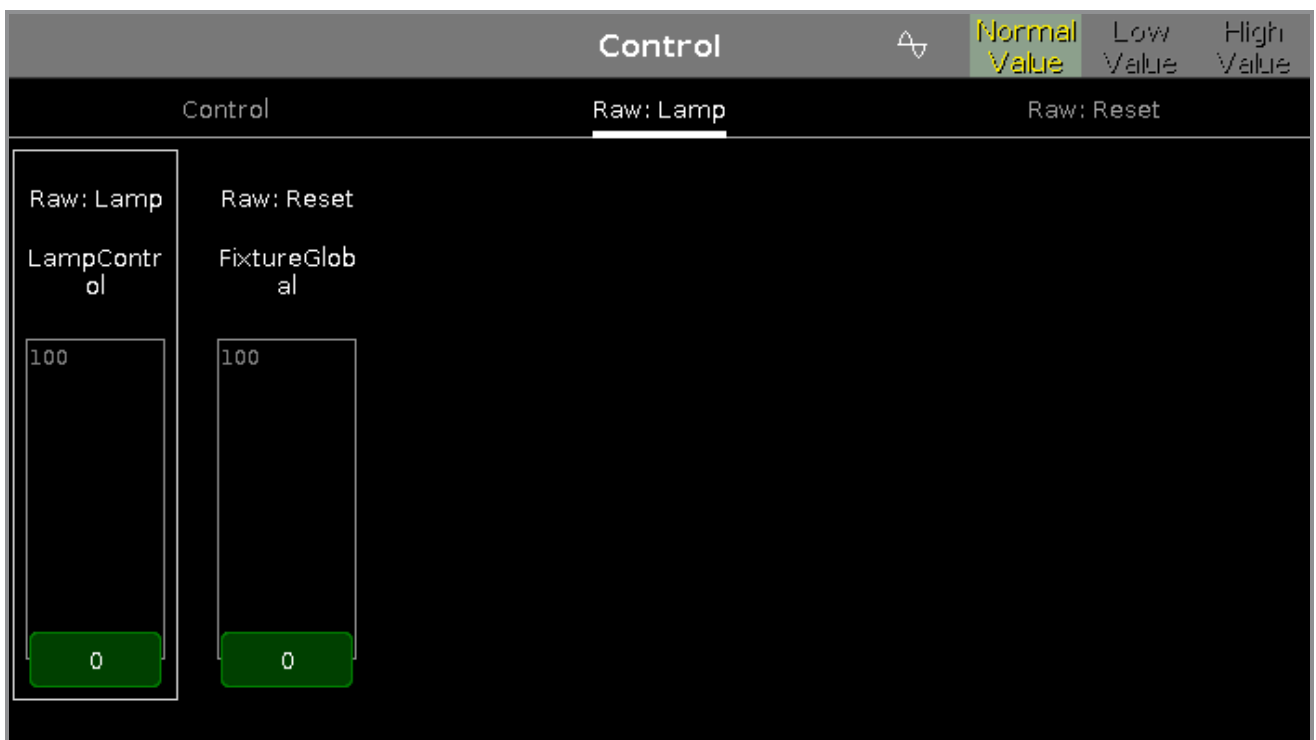 Control
Normal Low High
Value Value Value
Control Raw: Lamp Raw: Reset
Raw: Lamp Raw: Reset
LampContr FixtureGlob
ol al
100 100
0 0